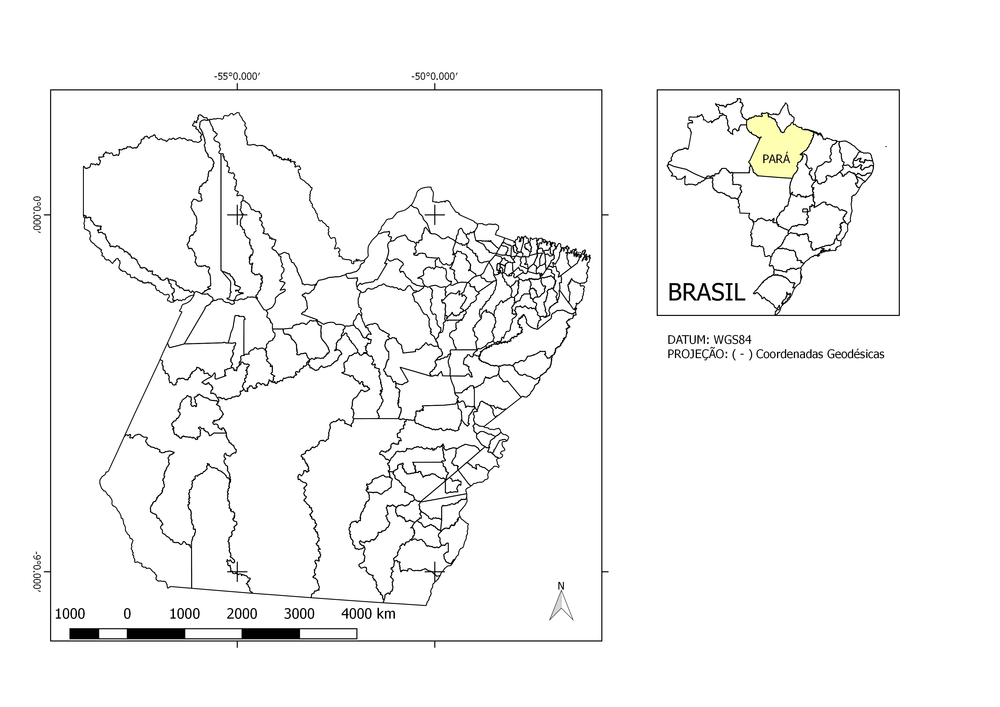 -55°0.000′
-50°0.000′
0°0.000′
-9°0.000′
1000 0 1000 2000 3000 4000 km
N
PARÁ
BRASIL
DATUM: WGS84
PROJEÇÃO: ( - ) Coordenadas Geodésicas